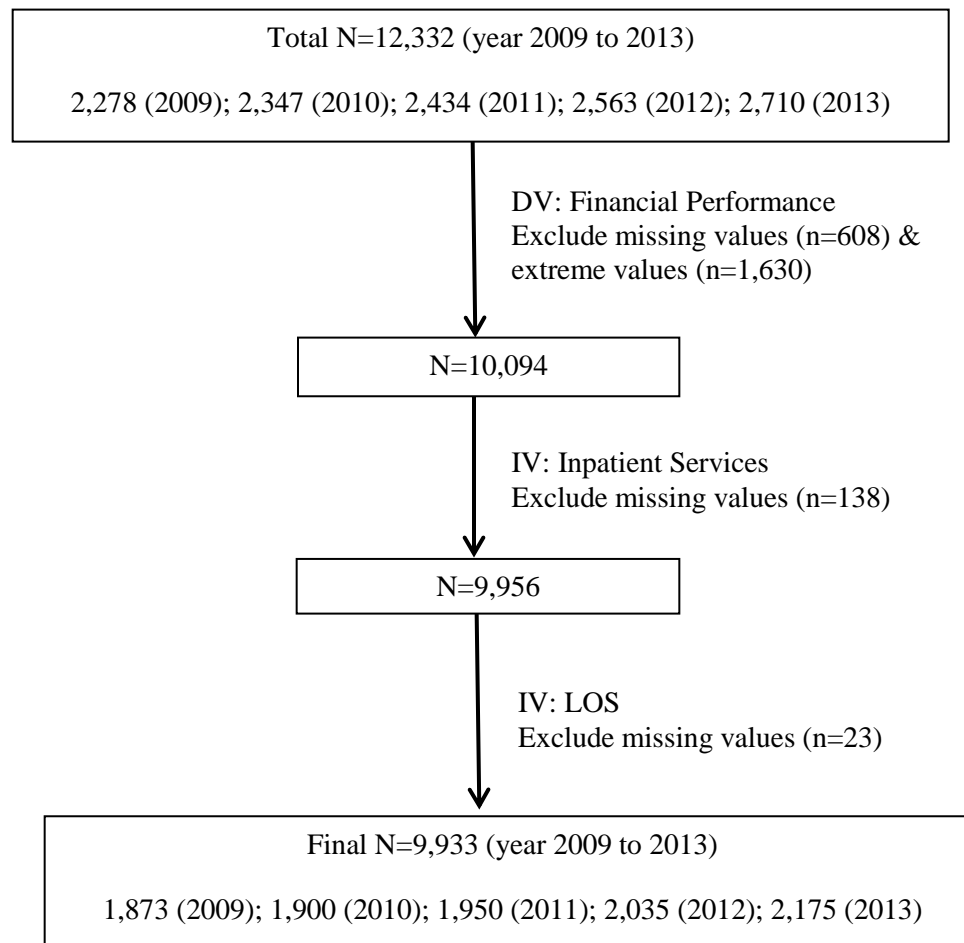 Total N=12,332 (year 2009 to 2013)
2,278 (2009); 2,347 (2010); 2,434 (2011); 2,563 (2012); 2,710 (2013)
DV: Financial Performance
Exclude missing values (n=608) &
extreme values (n=1,630)
N=10,094
IV: Inpatient Services
Exclude missing values (n=138)
N=9,956
IV: LOS
Exclude missing values (n=23)
Final N=9,933 (year 2009 to 2013)
1,873 (2009); 1,900 (2010); 1,950 (2011); 2,035 (2012); 2,175 (2013)